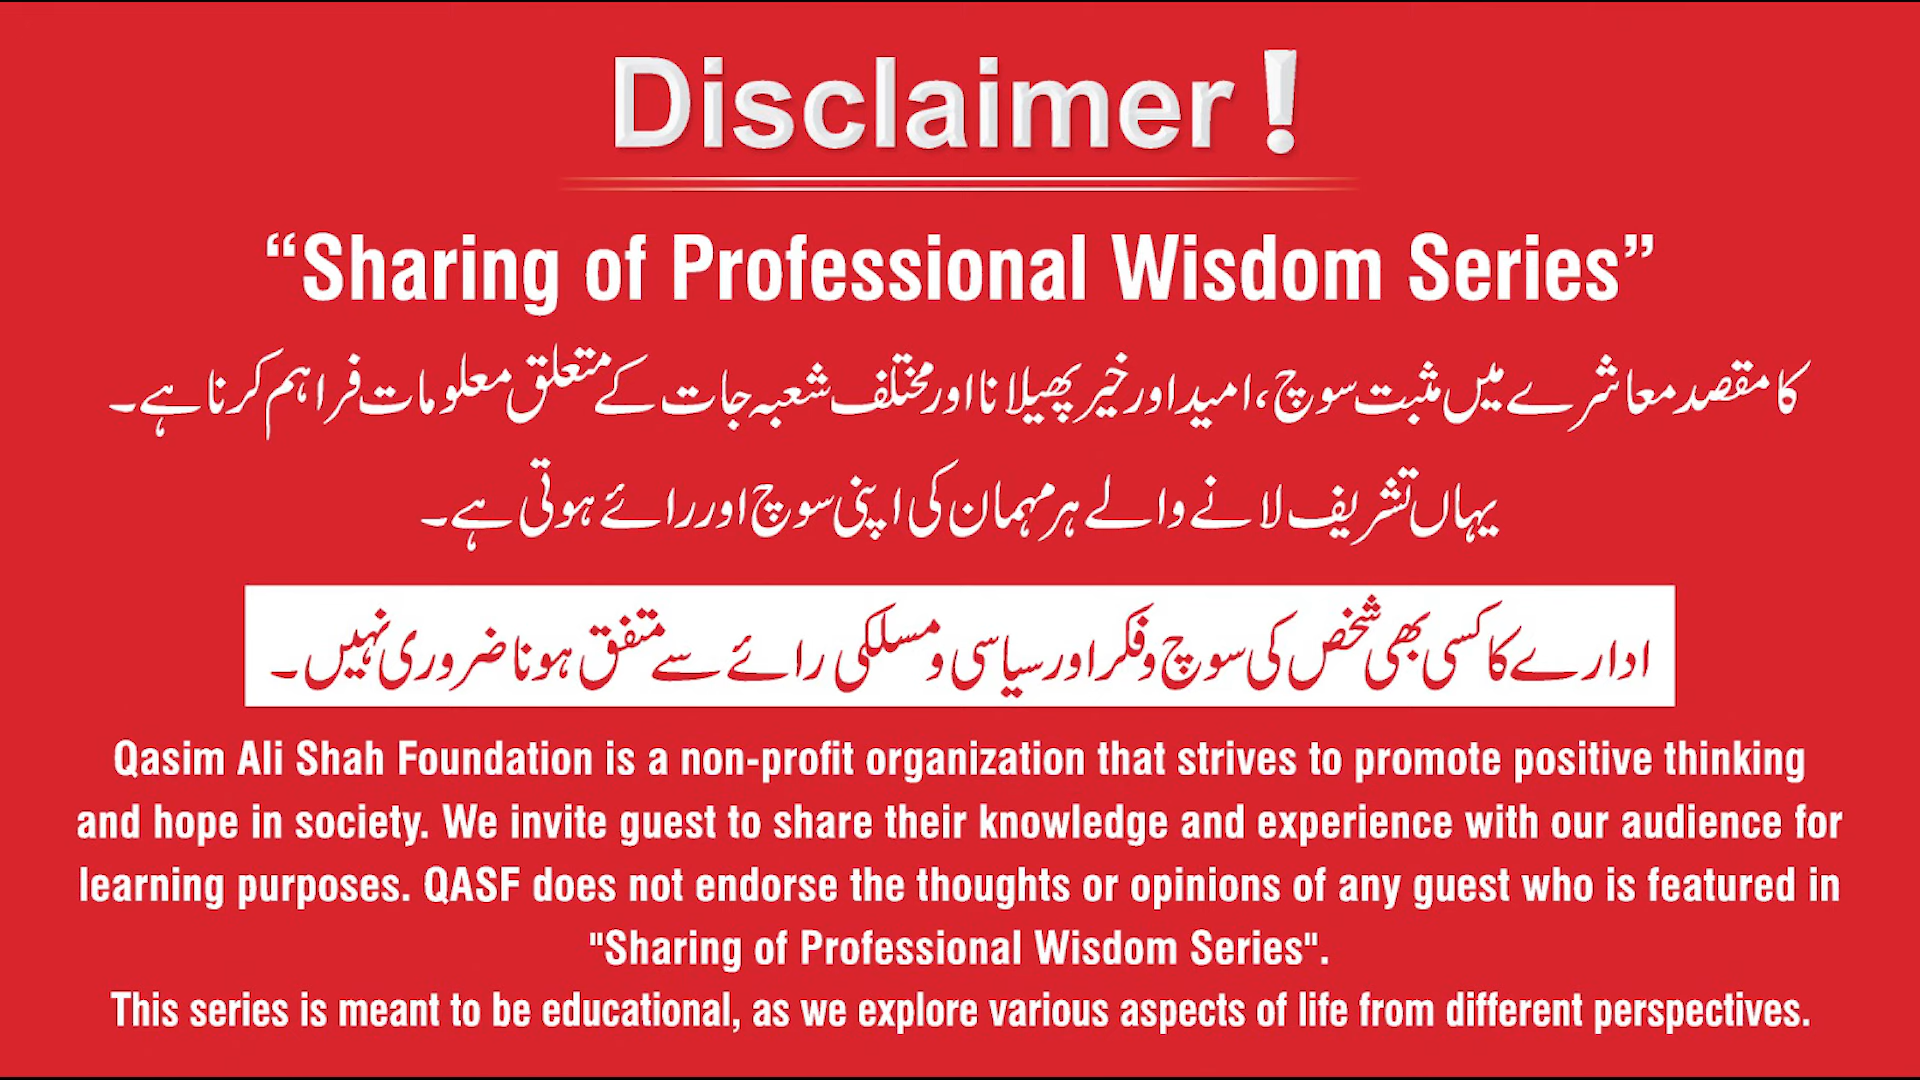 Disclaimer!
“Sharing of Professional Wisdom Series”
کا مقصد معاشرے میں مثبت سوچ، امید اور خیر پھیلانا اور مختلف شعبہ جات کے متعلق معلومات فراہم کرنا ہے۔
یہاں تشریف لانے والے ہر مہمان کی اپنی سوچ اور رائے ہوتی ہے۔
ادارے کا کسی بھی شخص کی سوچ و فکر اور سیاسی و مسلکی رائے سے متفق ہونا ضروری نہیں۔
Qasim Ali Shah Foundation is a non-profit organization that strives to promote positive thinking
and hope in society. We invite guest to share their knowledge and experience with our audience for
learning purposes. QASF does not endorse the thoughts or opinions of any guest who is featured in
"Sharing of Professional Wisdom Series".
This series is meant to be educational, as we explore various aspects of life from different perspectives.